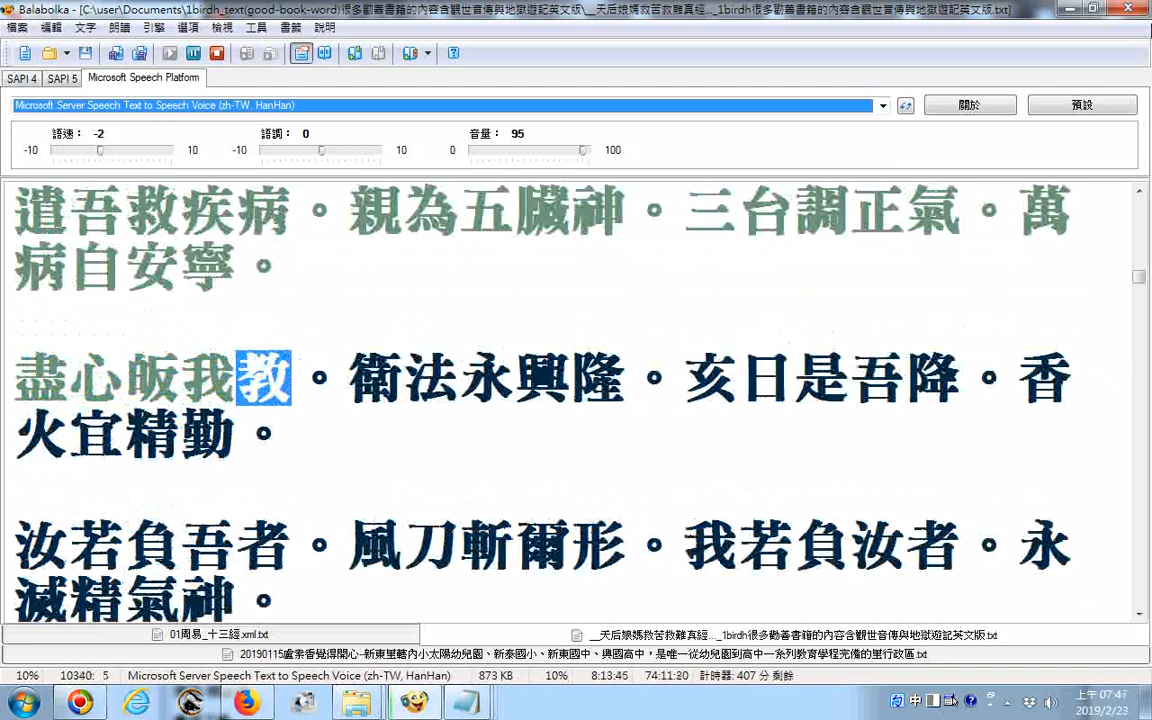 Balabolka - [C:\user\Documents\1birdh_text(good-book-word)很多勸善書籍的內容含觀世音傳與地獄遊記英文版\__天后娘媽救苦救難真經..._1birdh很多勸善書籍的內容含觀世音傳與地獄遊記英文版.txt]
檔案 編輯 文字 朗讀 引擎 選項 檢視 工具 書籤 說明
SAPI 4 SAPI 5 Microsoft Speech Platform
Microsoft Server Speech Text to Speech Voice (zh-TW, HanHan) 關於 預設
語速： -2 語調： 0 音量： 95
-10 10 -10 10 0 100
遣吾救疾病。親為五臟神。三台調正氣。萬
病自安寧。
盡心皈我教。衛法永興隆。亥日是吾降。香
火宜精勤。
汝若負吾者。風刀斬爾形。我若負汝者。永
滅精氣神。
01周易_十三經.xml.txt __天后娘媽救苦救難真經..._1birdh很多勸善書籍的內容含觀世音傳與地獄遊記英文版.txt
20190115盧素香覺得開心-新東里轄內小太陽幼兒園、新泰國小、新東國中、興國高中，是唯一從幼兒園到高中一系列教育學程完備的里行政區.txt
10% 10340: 5 Microsoft Server Speech Text to Speech Voice (zh-TW, HanHan) 873 KB 10% 8:13:45 74:11:20 計時器: 407 分 剩餘
中 上午 07:47
2019/2/23